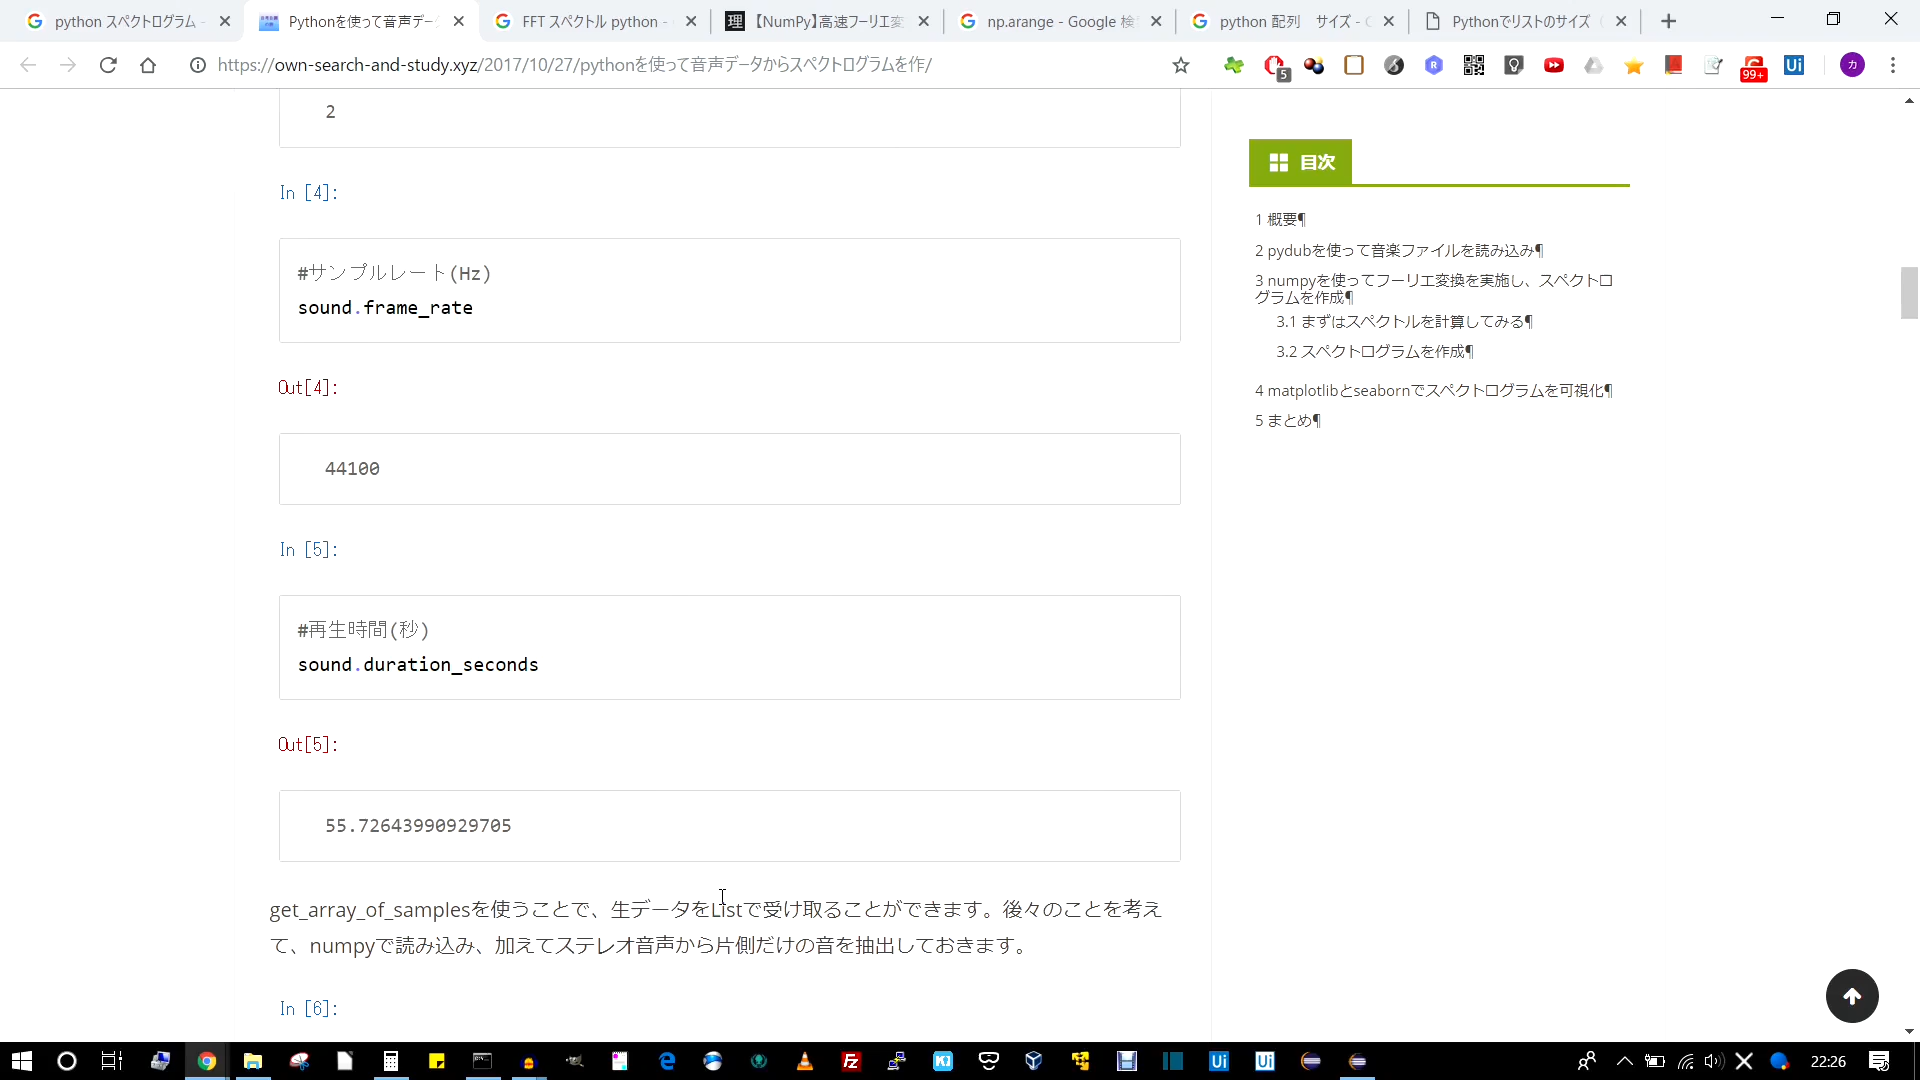 python スペクトログラム -
Pythonを使って音声デー
FFT スペクトル python -
【NumPy】高速フーリエ変
np.arange - Google 検
python 配列　サイズ - G
Pythonでリストのサイズ（
https://own-search-and-study.xyz/2017/10/27/pythonを使って音声データからスペクトログラムを作/
5
99+
Ui
カ
2
In [4]:
#サンプルレート(Hz)
sound.frame_rate
Out[4]:
44100
In [5]:
#再生時間(秒)
sound.duration_seconds
Out[5]:
55.72643990929705
get_array_of_samplesを使うことで、生データをListで受け取ることができます。後々のことを考え
て、numpyで読み込み、加えてステレオ音声から片側だけの音を抽出しておきます。
In [6]:
目次
1 概要¶
2 pydubを使って音楽ファイルを読み込み¶
3 numpyを使ってフーリエ変換を実施し、スペクトロ
グラムを作成¶
3.1 まずはスペクトルを計算してみる¶
3.2 スペクトログラムを作成¶
4 matplotlibとseabornでスペクトログラムを可視化¶
5 まとめ¶
22:26